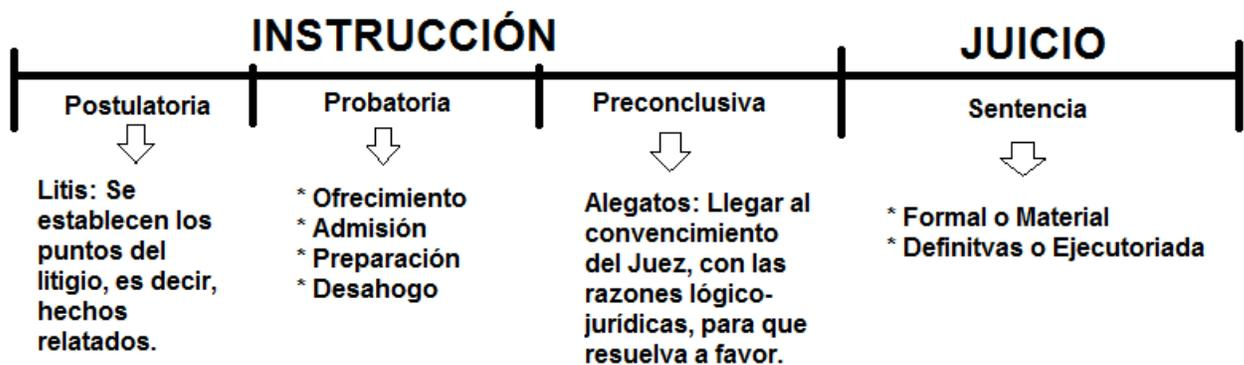 INSTRUCCIÓN
JUICIO
Postulatoria
Probatoria
Preconclusiva
Sentencia
Litis: Se
establecen los
puntos del
litigio, es decir,
hechos
relatados.
* Ofrecimiento
* Admisión
* Preparación
* Desahogo
Alegatos: Llegar al
convencimiento
del Juez, con las
razones lógico-
jurídicas, para que
resuelva a favor.
* Formal o Material
* Definitvas o Ejecutoriada